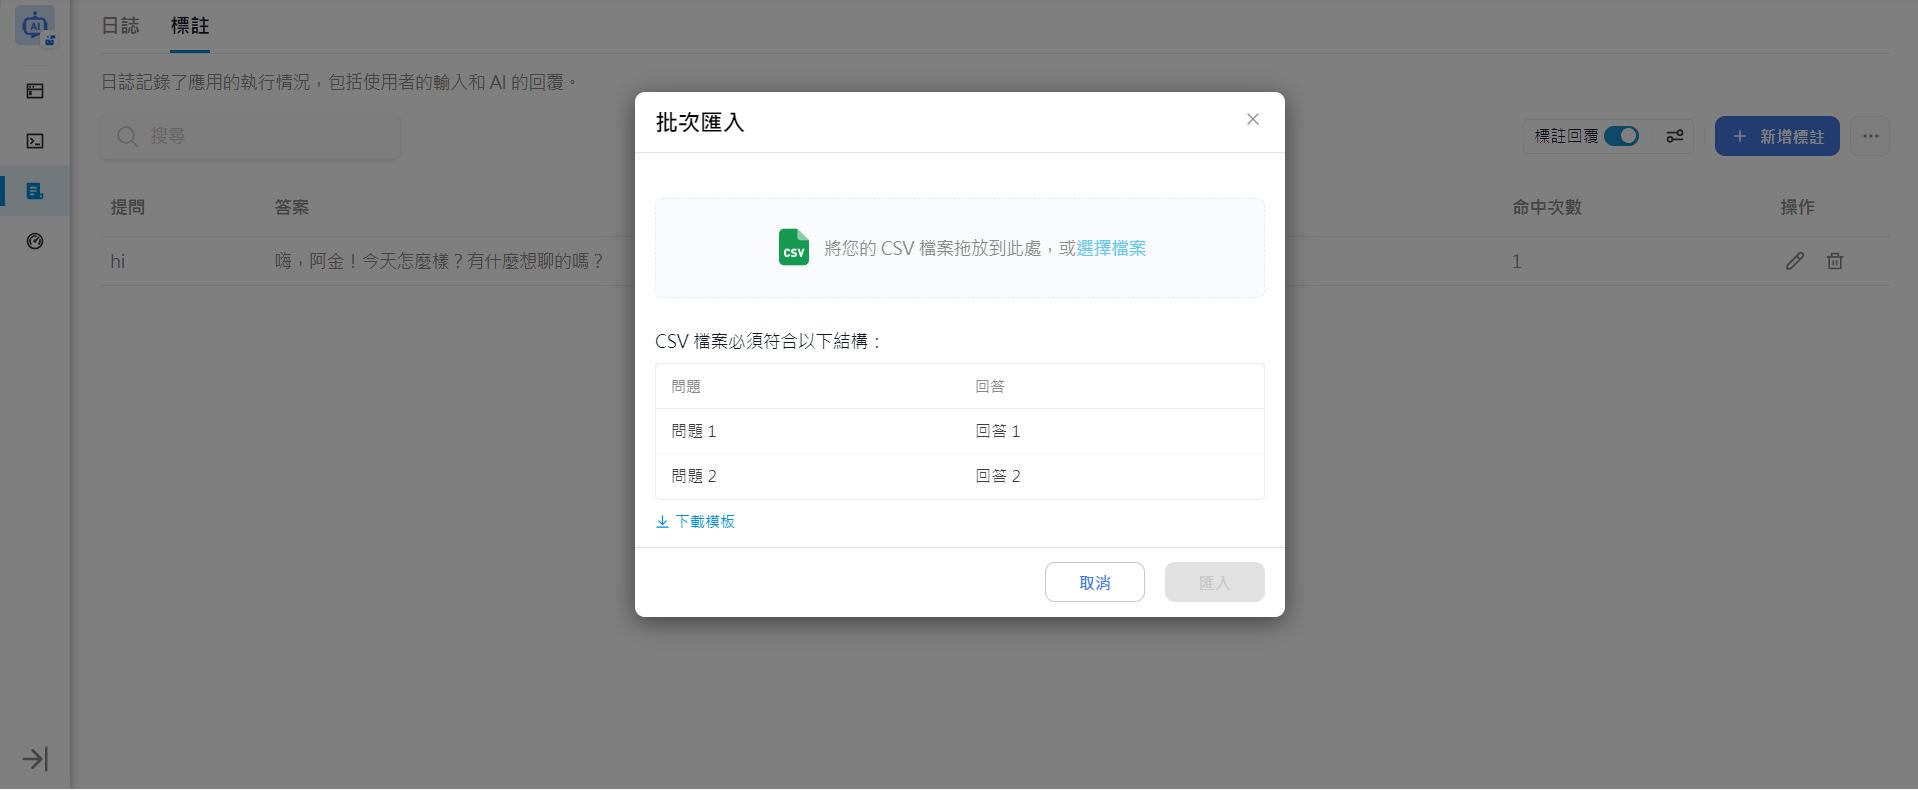 AI
日誌
標註
日誌記錄了應用的執行情況，包括使用者的輸入和 AI 的回覆。
搜尋
標註回覆
新增標註
提問
答案
命中次數
操作
hi
嗨，阿金！今天怎麼樣？有什麼想聊的嗎？
1
批次匯入
CSV
將您的 CSV 檔案拖放到此處，或選擇檔案
CSV 檔案必須符合以下結構：
問題
回答
問題 1
回答 1
問題 2
回答 2
下載模板
取消
匯入